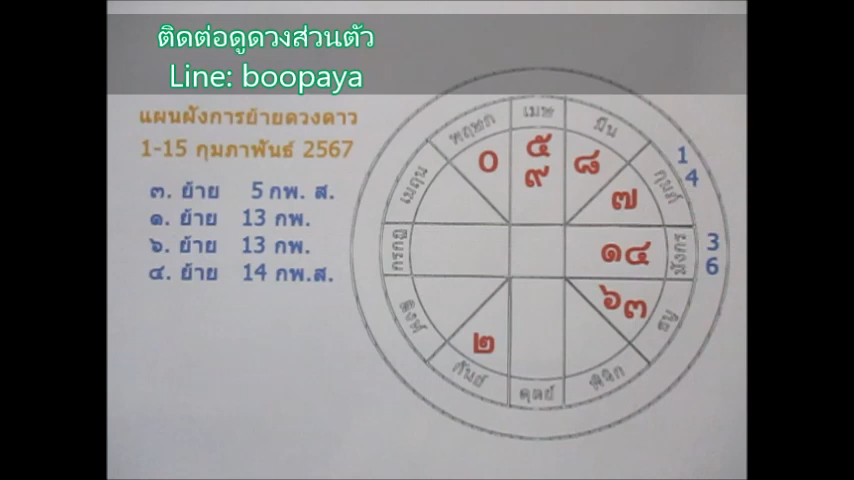 ติดต่อดูดวงส่วนตัว
Line: boopaya
แผนผังการย้ายดวงดาว
1-15 กุมภาพันธ์ 2567
๓. ย้าย 5 กพ. ส.
๑. ย้าย 13 กพ.
๖. ย้าย 13 กพ.
๔. ย้าย 14 กพ.ส.
เมษ
พฤษภ
มีน
เมถุน
กุมภ์
กรกฎ
มังกร
สิงห์
ธนู
กันย์
ตุลย์
พิจิก
๐
๕
๙
๘
๗
๑๔
๖๓
๒
1
4
3
6